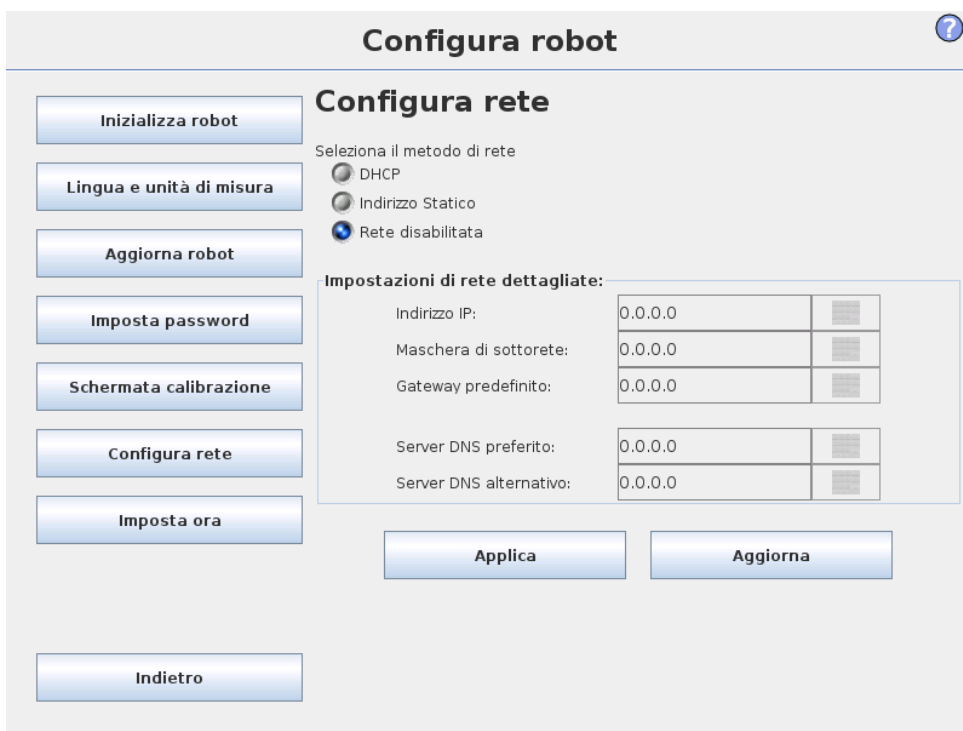 Configura robot
?
Inizializza robot
Lingua e unità di misura
Aggiorna robot
Imposta password
Schermata calibrazione
Configura rete
Imposta ora
Indietro
Configura rete
Seleziona il metodo di rete
DHCP
Indirizzo Statico
Rete disabilitata
Impostazioni di rete dettagliate:
Indirizzo IP: 0.0.0.0
Maschera di sottorete: 0.0.0.0
Gateway predefinito: 0.0.0.0
Server DNS preferito: 0.0.0.0
Server DNS alternativo: 0.0.0.0
Applica Aggiorna